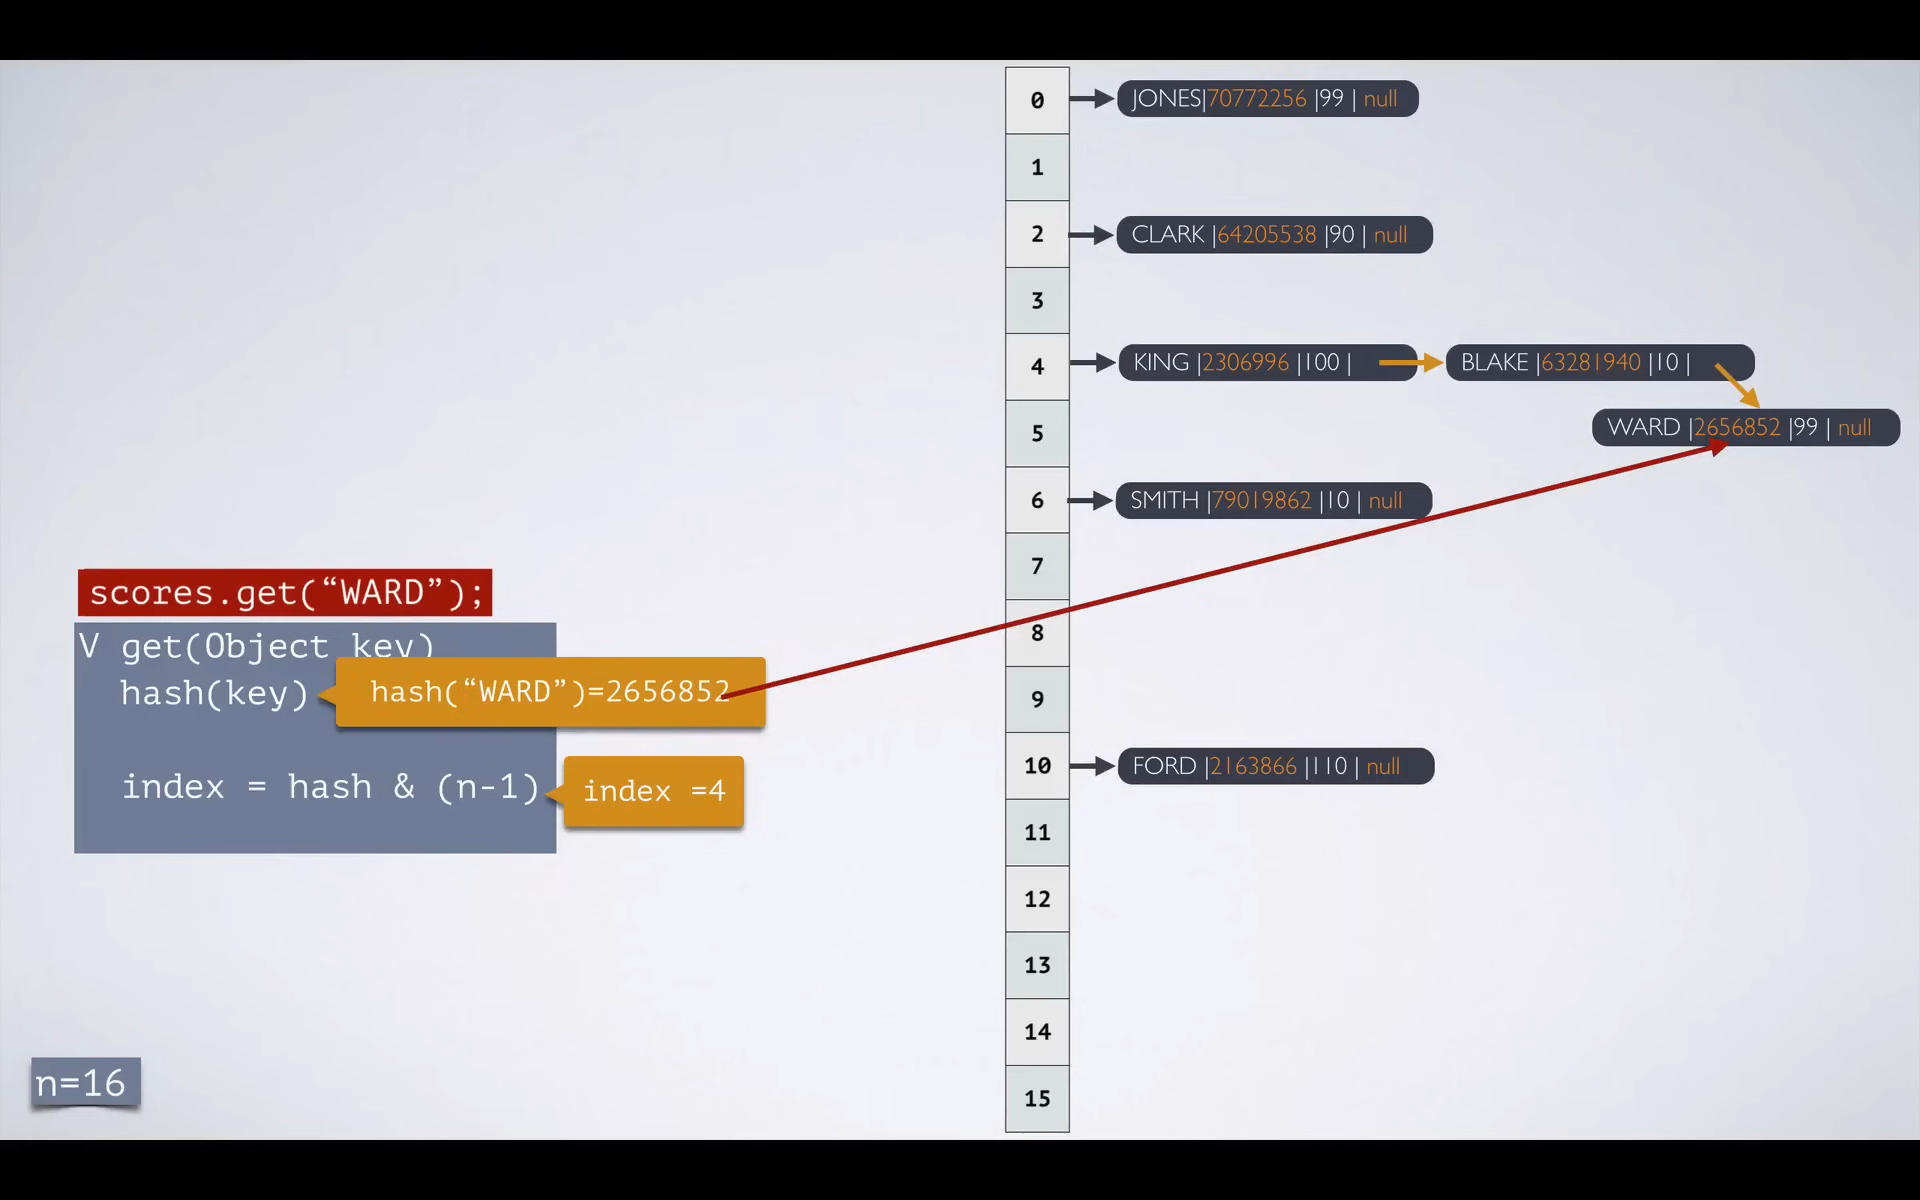 0
JONES|70772256 |99 | null
1
2
CLARK |64205538 |90 | null
3
4
KING |2306996 |100 |
BLAKE |63281940 |10 |
5
WARD |2656852 |99 | null
6
SMITH |79019862 |10 | null
7
scores.get(“WARD”);
8
V get(Object key)
hash(key)
hash(“WARD”)=2656852
9
10
FORD |2163866 |110 | null
index = hash & (n-1)
index =4
11
12
13
14
n=16
15